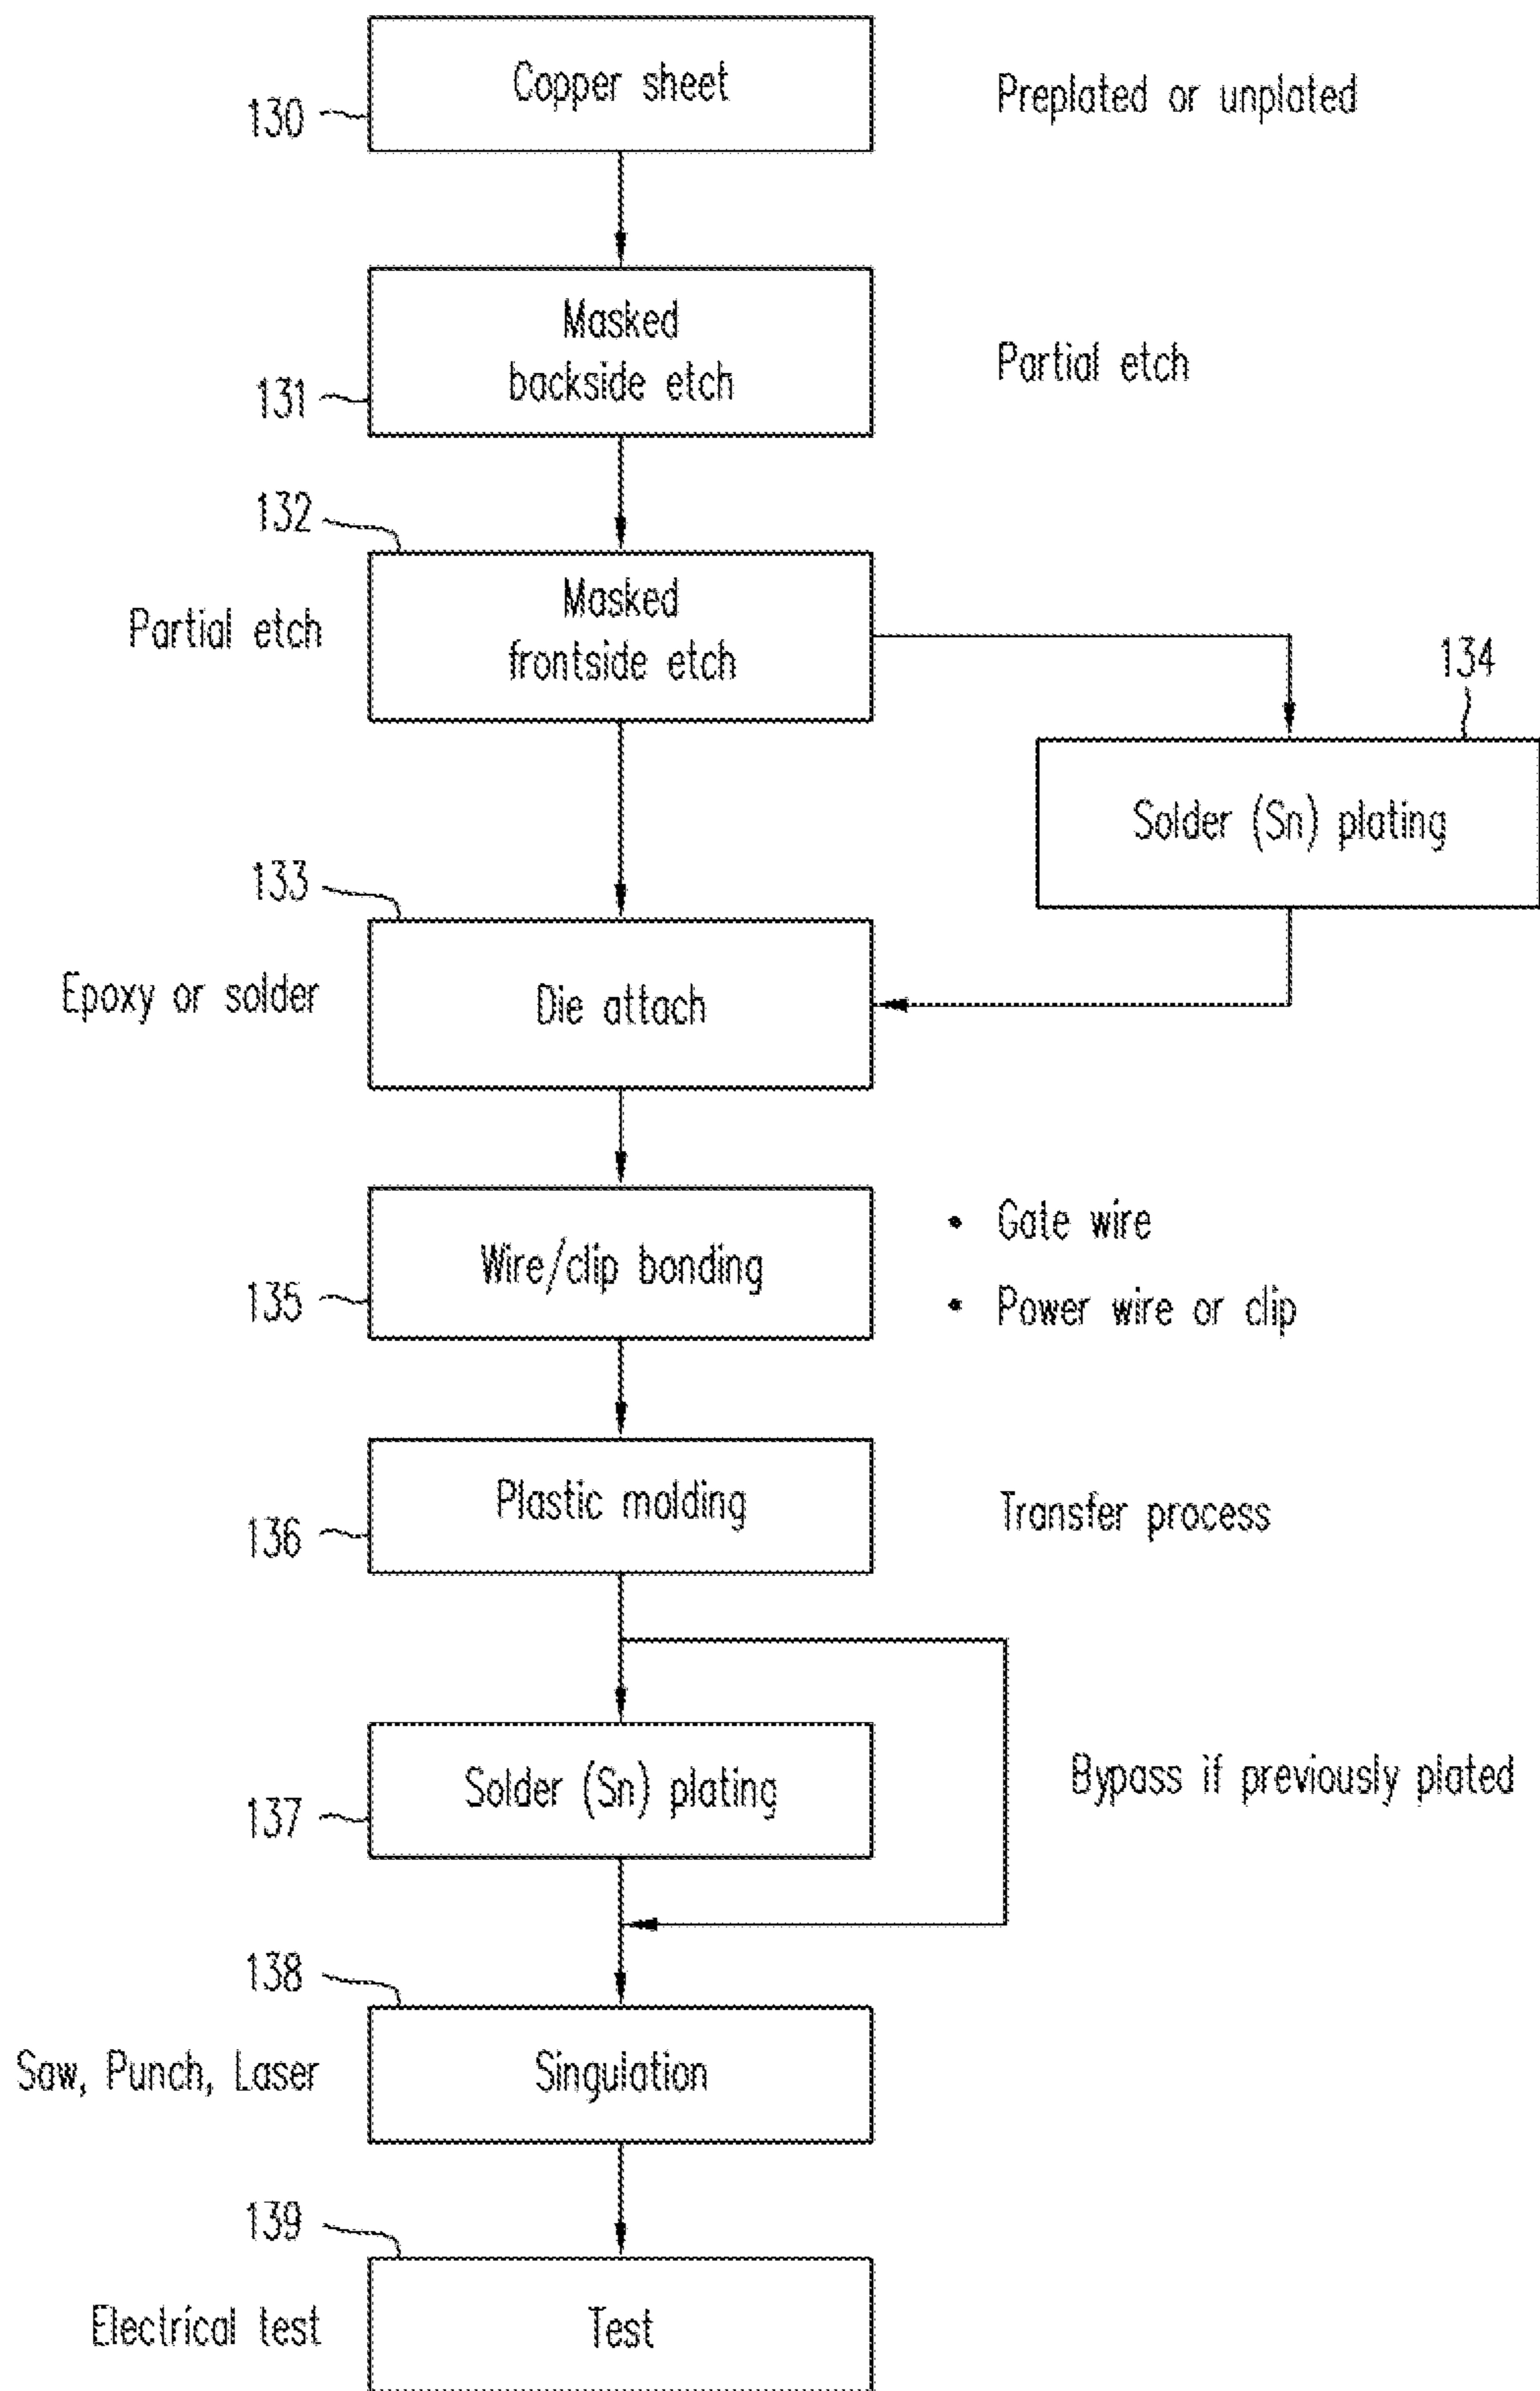 Copper sheet
130
Preplated or unplated
Masked
backside etch
131
Partial etch
132
Masked
frontside etch
Partial etch
134
Solder (Sn) plating
133
Die attach
Epoxy or solder
Wire/clip bonding
135
• Gate wire
• Power wire or clip
Plastic molding
136
Transfer process
Solder (Sn) plating
137
Bypass if previously plated
138
Singulation
Saw, Punch, Laser
139
Test
Electrical test